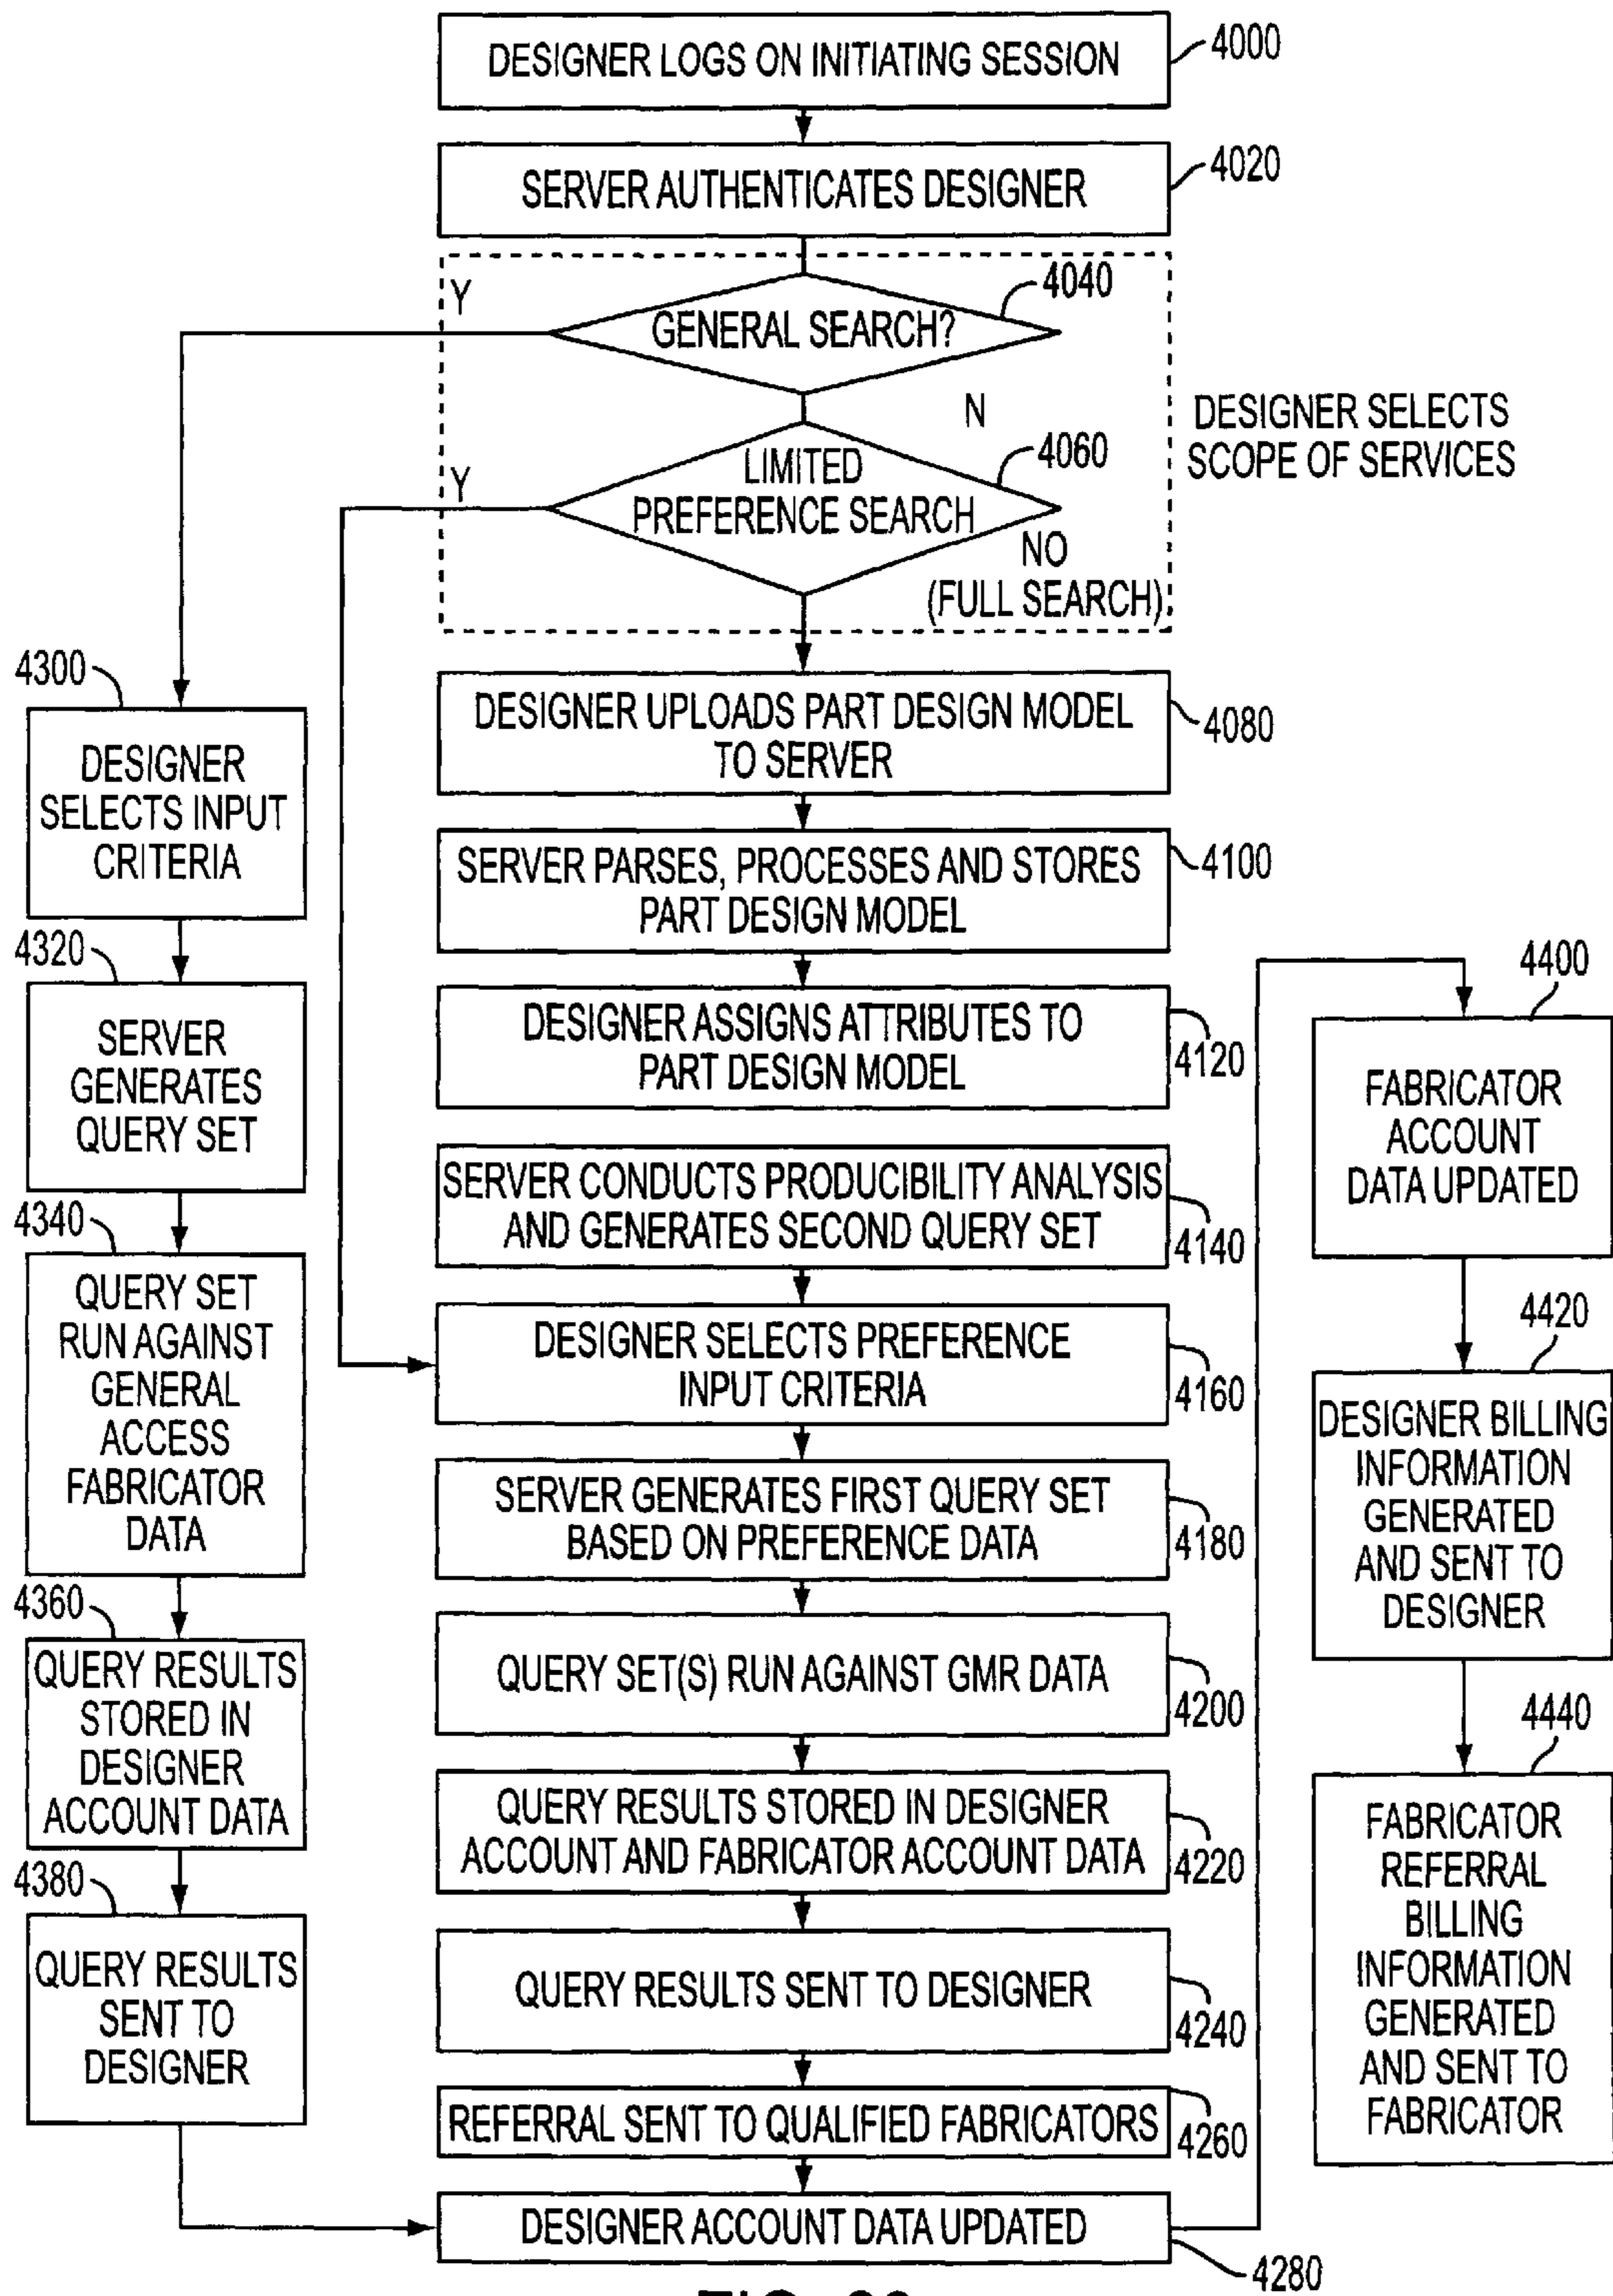 DESIGNER LOGS ON INITIATING SESSION
4000
SERVER AUTHENTICATES DESIGNER
4020
Y
GENERAL SEARCH?
4040
N
DESIGNER SELECTS
SCOPE OF SERVICES
Y
LIMITED
PREFERENCE SEARCH
4060
NO
(FULL SEARCH)
DESIGNER UPLOADS PART DESIGN MODEL
TO SERVER
4080
SERVER PARSES, PROCESSES AND STORES
PART DESIGN MODEL
4100
DESIGNER ASSIGNS ATTRIBUTES TO
PART DESIGN MODEL
4120
SERVER CONDUCTS PRODUCIBILITY ANALYSIS
AND GENERATES SECOND QUERY SET
4140
DESIGNER SELECTS PREFERENCE
INPUT CRITERIA
4160
SERVER GENERATES FIRST QUERY SET
BASED ON PREFERENCE DATA
4180
QUERY SET(S) RUN AGAINST GMR DATA
4200
QUERY RESULTS STORED IN DESIGNER
ACCOUNT AND FABRICATOR ACCOUNT DATA
4220
QUERY RESULTS SENT TO DESIGNER
4240
REFERRAL SENT TO QUALIFIED FABRICATORS
4260
DESIGNER ACCOUNT DATA UPDATED
4280
4300
DESIGNER
SELECTS INPUT
CRITERIA
4320
SERVER
GENERATES
QUERY SET
4340
QUERY SET
RUN AGAINST
GENERAL
ACCESS
FABRICATOR
DATA
4360
QUERY RESULTS
STORED IN
DESIGNER
ACCOUNT DATA
4380
QUERY RESULTS
SENT TO
DESIGNER
4400
FABRICATOR
ACCOUNT
DATA UPDATED
4420
DESIGNER BILLING
INFORMATION
GENERATED
AND SENT TO
DESIGNER
4440
FABRICATOR
REFERRAL
BILLING
INFORMATION
GENERATED
AND SENT TO
FABRICATOR